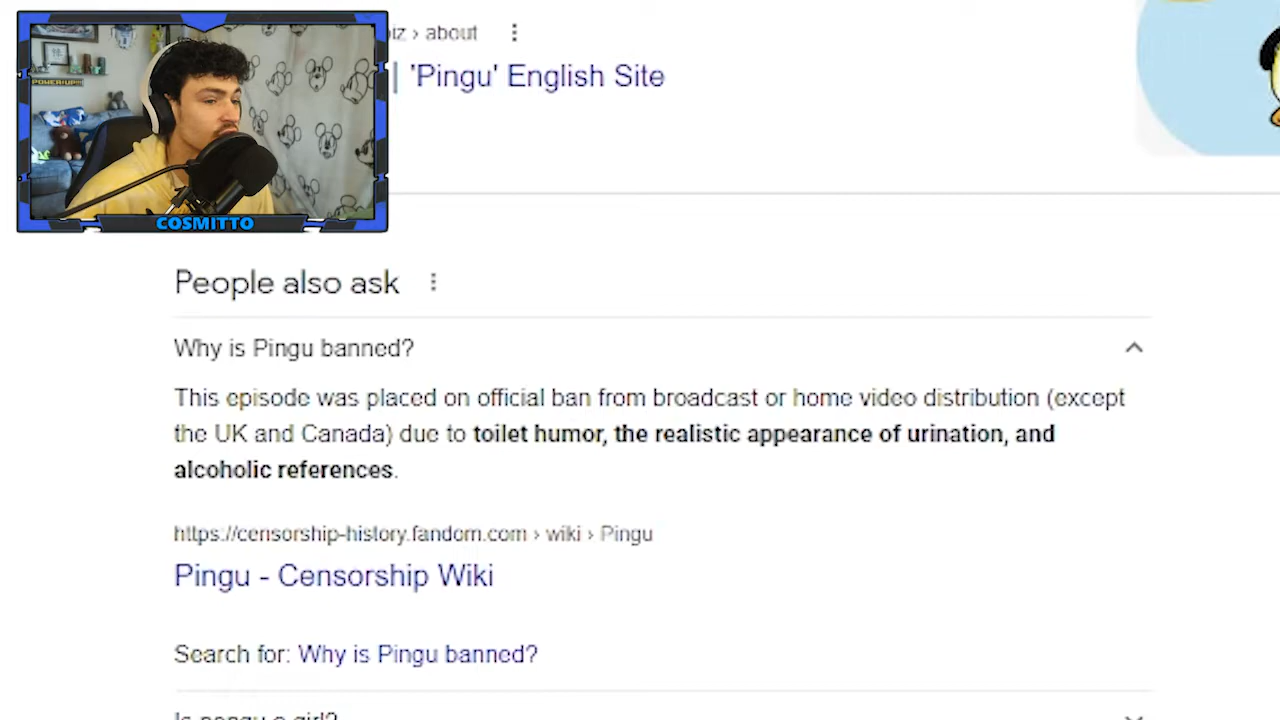 iz › about
'Pingu' English Site
POWER-UP!!!
COSMITTO
People also ask
Why is Pingu banned?
This episode was placed on official ban from broadcast or home video distribution (except
the UK and Canada) due to toilet humor, the realistic appearance of urination, and
alcoholic references.
https://censorship-history.fandom.com › wiki › Pingu
Pingu - Censorship Wiki
Search for: Why is Pingu banned?